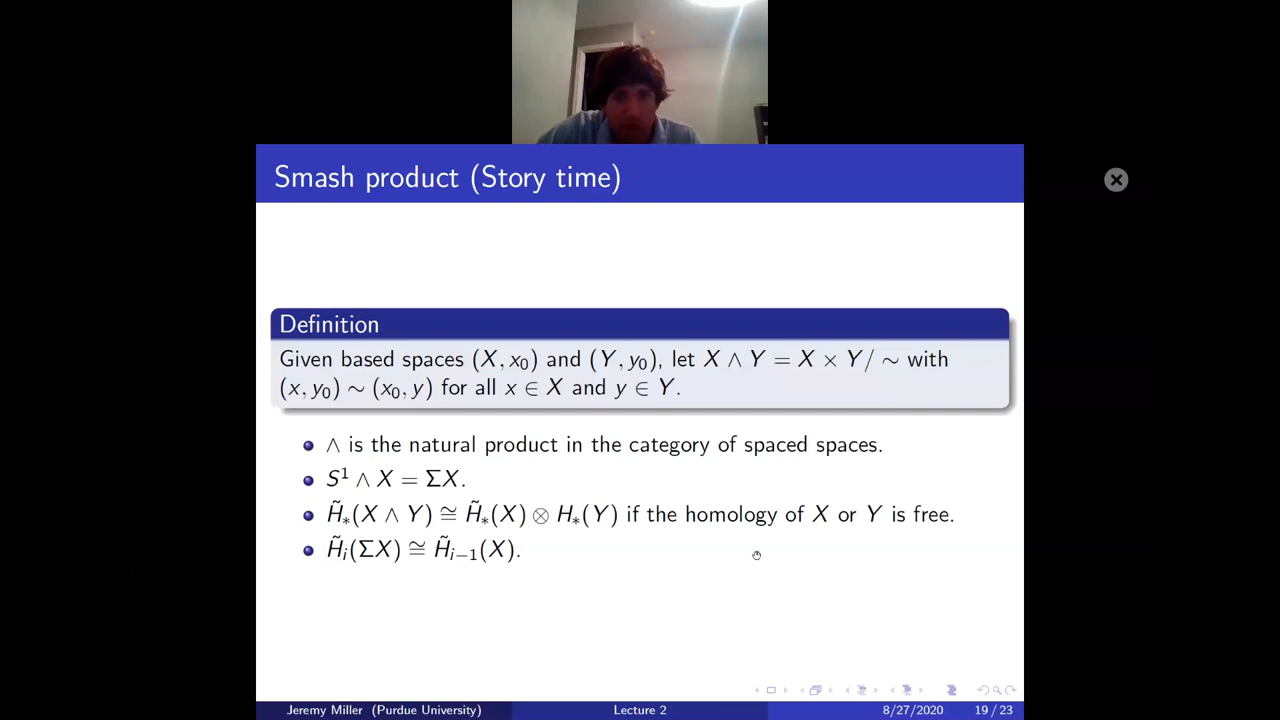 Smash product (Story time)
Definition
Given based spaces (X, x₀) and (Y, y₀), let X ∧ Y = X × Y/ ∼ with
(x, y₀) ∼ (x₀, y) for all x ∈ X and y ∈ Y.
∧ is the natural product in the category of spaced spaces.
S¹ ∧ X = ΣX.
H̃∗(X ∧ Y) ≅ H̃∗(X) ⊗ H∗(Y) if the homology of X or Y is free.
H̃ᵢ(ΣX) ≅ H̃ᵢ₋₁(X).
Jeremy Miller (Purdue University) Lecture 2 8/27/2020 19 / 23